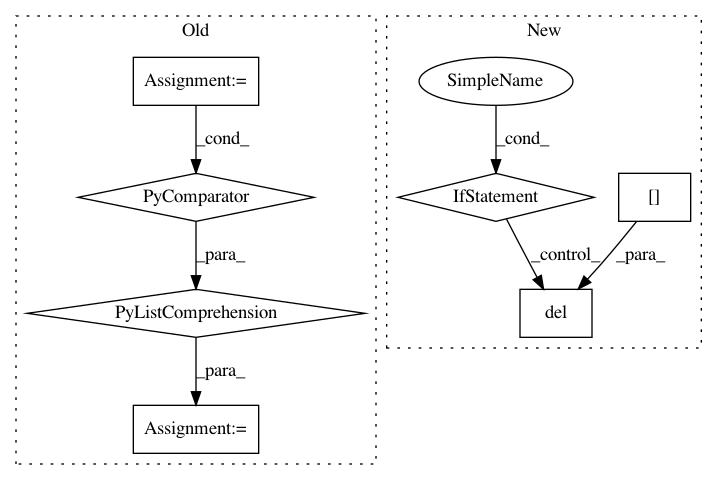 Old
New
Assignment:=
SimpleName
_cond_
_cond_
PyComparator
IfStatement
[]
_para_
_control_
_para_
PyListComprehension
del
_para_
Assignment:=